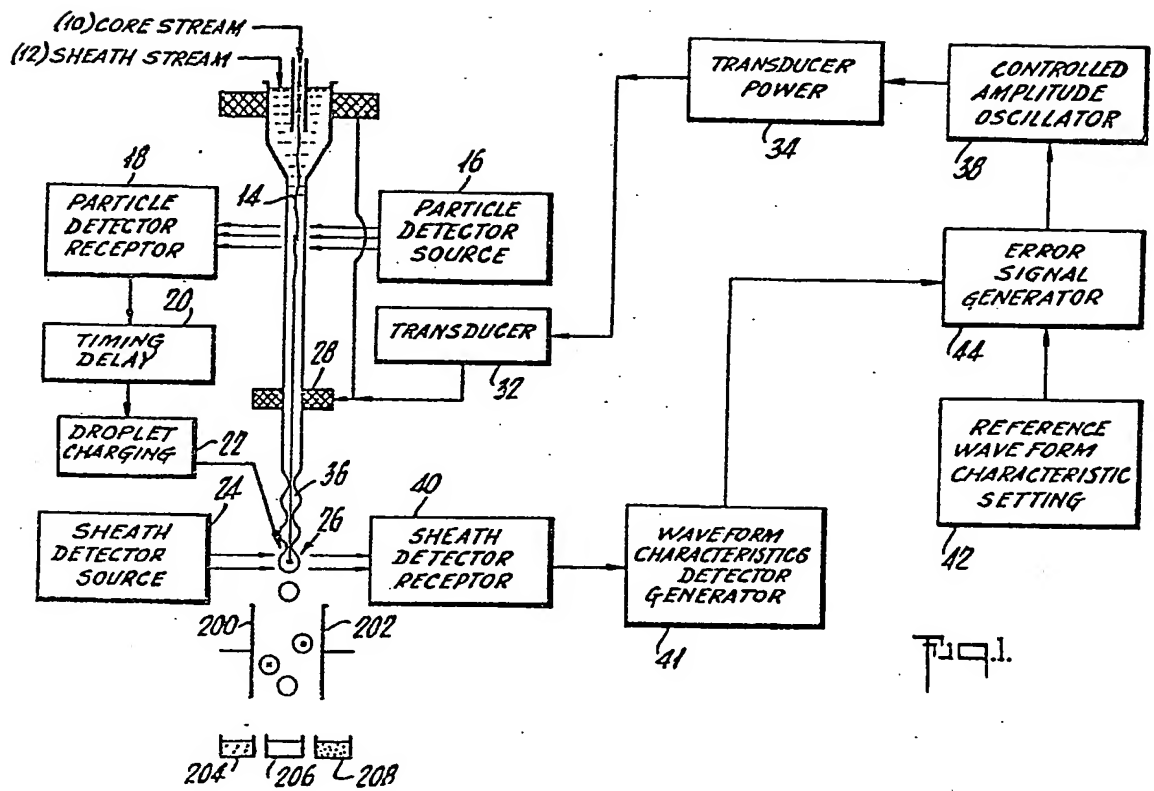 (10) CORE STREAM
(12) SHEATH STREAM
TRANSDUCER
POWER
34
CONTROLLED
AMPLITUDE
OSCILLATOR
38
18
PARTICLE
DETECTOR
RECEPTOR
14
16
PARTICLE
DETECTOR
SOURCE
ERROR
SIGNAL
GENERATOR
44
20
TIMING
DELAY
TRANSDUCER
32
28
DROPLET
CHARGING
22
REFERENCE
WAVE FORM
CHARACTERISTIC
SETTING
42
36
24
SHEATH
DETECTOR
SOURCE
26
40
SHEATH
DETECTOR
RECEPTOR
WAVEFORM
CHARACTERISTICS
DETECTOR
GENERATOR
41
200
202
204
206
208
Fig.1.